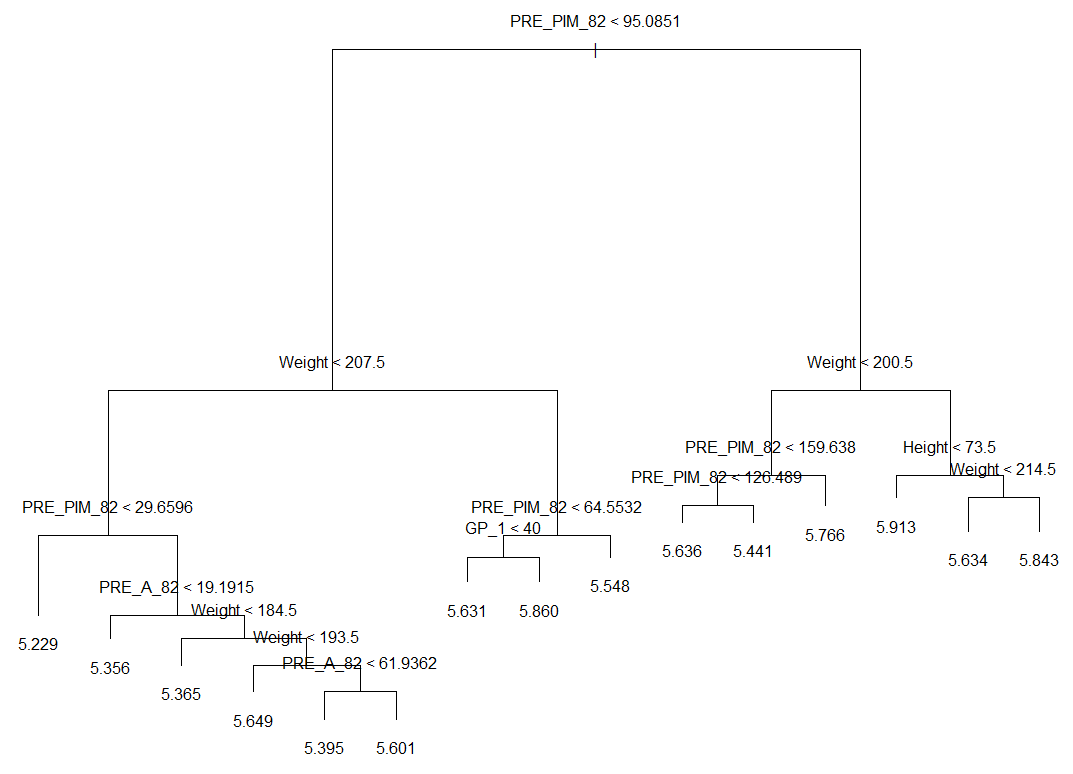 PRE_PIM_82 < 95.0851
Weight < 207.5
Weight < 200.5
PRE_PIM_82 < 159.638
Height < 73.5
Weight < 214.5
PRE_PIM_82 < 126.489
PRE_PIM_82 < 29.6596
PRE_PIM_82 < 64.5532
GP_1 < 40
5.636
5.441
5.766
5.913
5.634
5.843
PRE_A_82 < 19.1915
5.548
Weight < 184.5
5.631
5.860
Weight < 193.5
5.229
PRE_A_82 < 61.9362
5.356
5.365
5.649
5.395
5.601